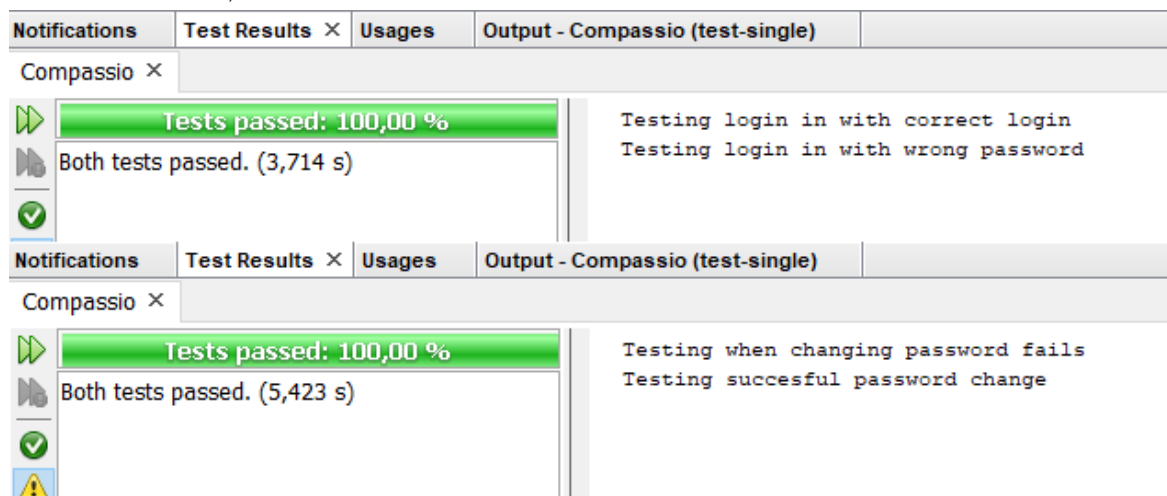 Notifications Test Results × Usages Output - Compassio (test-single)
Compassio ×
Tests passed: 100,00 %
Both tests passed. (3,714 s)
Testing login in with correct login
Testing login in with wrong password
Notifications Test Results × Usages Output - Compassio (test-single)
Compassio ×
Tests passed: 100,00 %
Both tests passed. (5,423 s)
Testing when changing password fails
Testing succesful password change